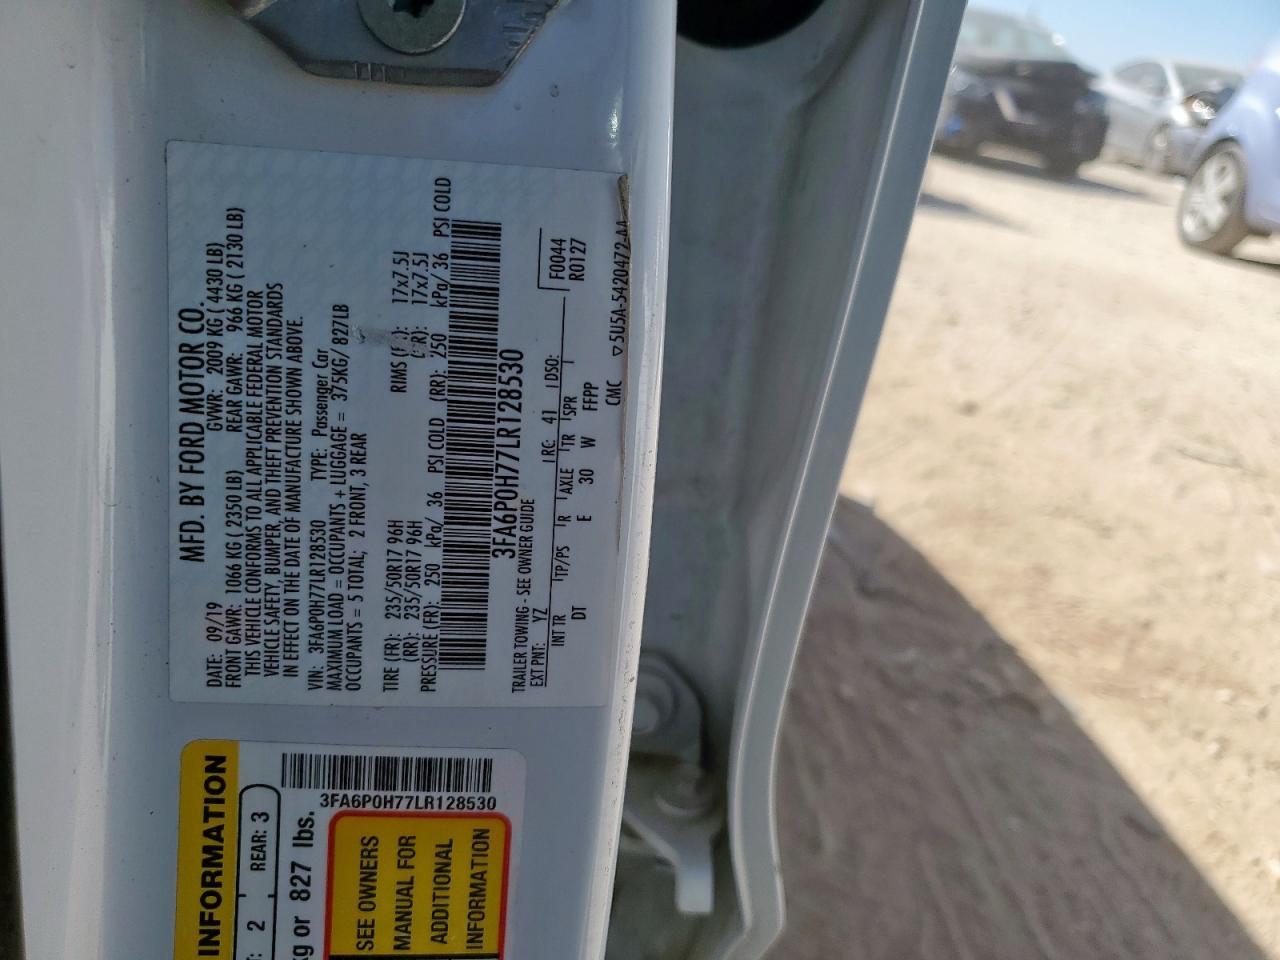 MFD. BY FORD MOTOR CO.
DATE: 09/19 GVWR: 2009 KG ( 4430 LB)
FRONT GAWR: 1066 KG ( 2350 LB) REAR GAWR: 966 KG ( 2130 LB)
THIS VEHICLE CONFORMS TO ALL APPLICABLE FEDERAL MOTOR
VEHICLE SAFETY, BUMPER, AND THEFT PREVENTION STANDARDS
IN EFFECT ON THE DATE OF MANUFACTURE SHOWN ABOVE.
VIN: 3FA6P0H77LR128530 TYPE: Passenger Car
MAXIMUM LOAD = OCCUPANTS + LUGGAGE = 375KG/ 827LB
OCCUPANTS = 5 TOTAL; 2 FRONT, 3 REAR
TIRE (FR): 235/50R17 96H RIMS (FR): 17x7.5J
(RR): 235/50R17 96H (RR): 17x7.5J
PRESSURE (FR): 250 kPa/ 36 PSI COLD (RR): 250 kPa/ 36 PSI COLD
3FA6P0H77LR128530
TRAILER TOWING - SEE OWNER GUIDE
EXT PNT: YZ RC: 41 DSO: F0044
INT TR TP/PS R AXLE TR SPR R0127
DT E 30 W FFPP
CMC ▽5U5A-5420472-AA
INFORMATION
2 REAR: 3
kg or 827 lbs.
3FA6P0H77LR128530
SEE OWNERS
MANUAL FOR
ADDITIONAL
INFORMATION